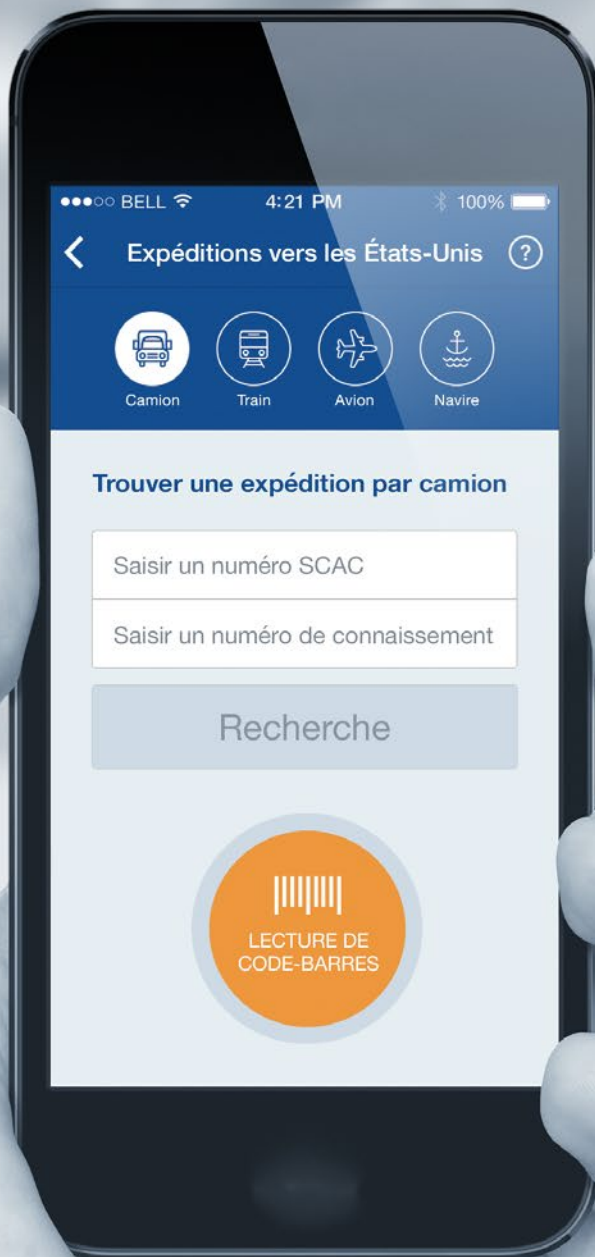 BELL 4:21 PM 100%
Expéditions vers les États-Unis ?
Camion Train Avion Navire
Trouver une expédition par camion
Saisir un numéro SCAC
Saisir un numéro de connaissement
Recherche
LECTURE DE
CODE-BARRES